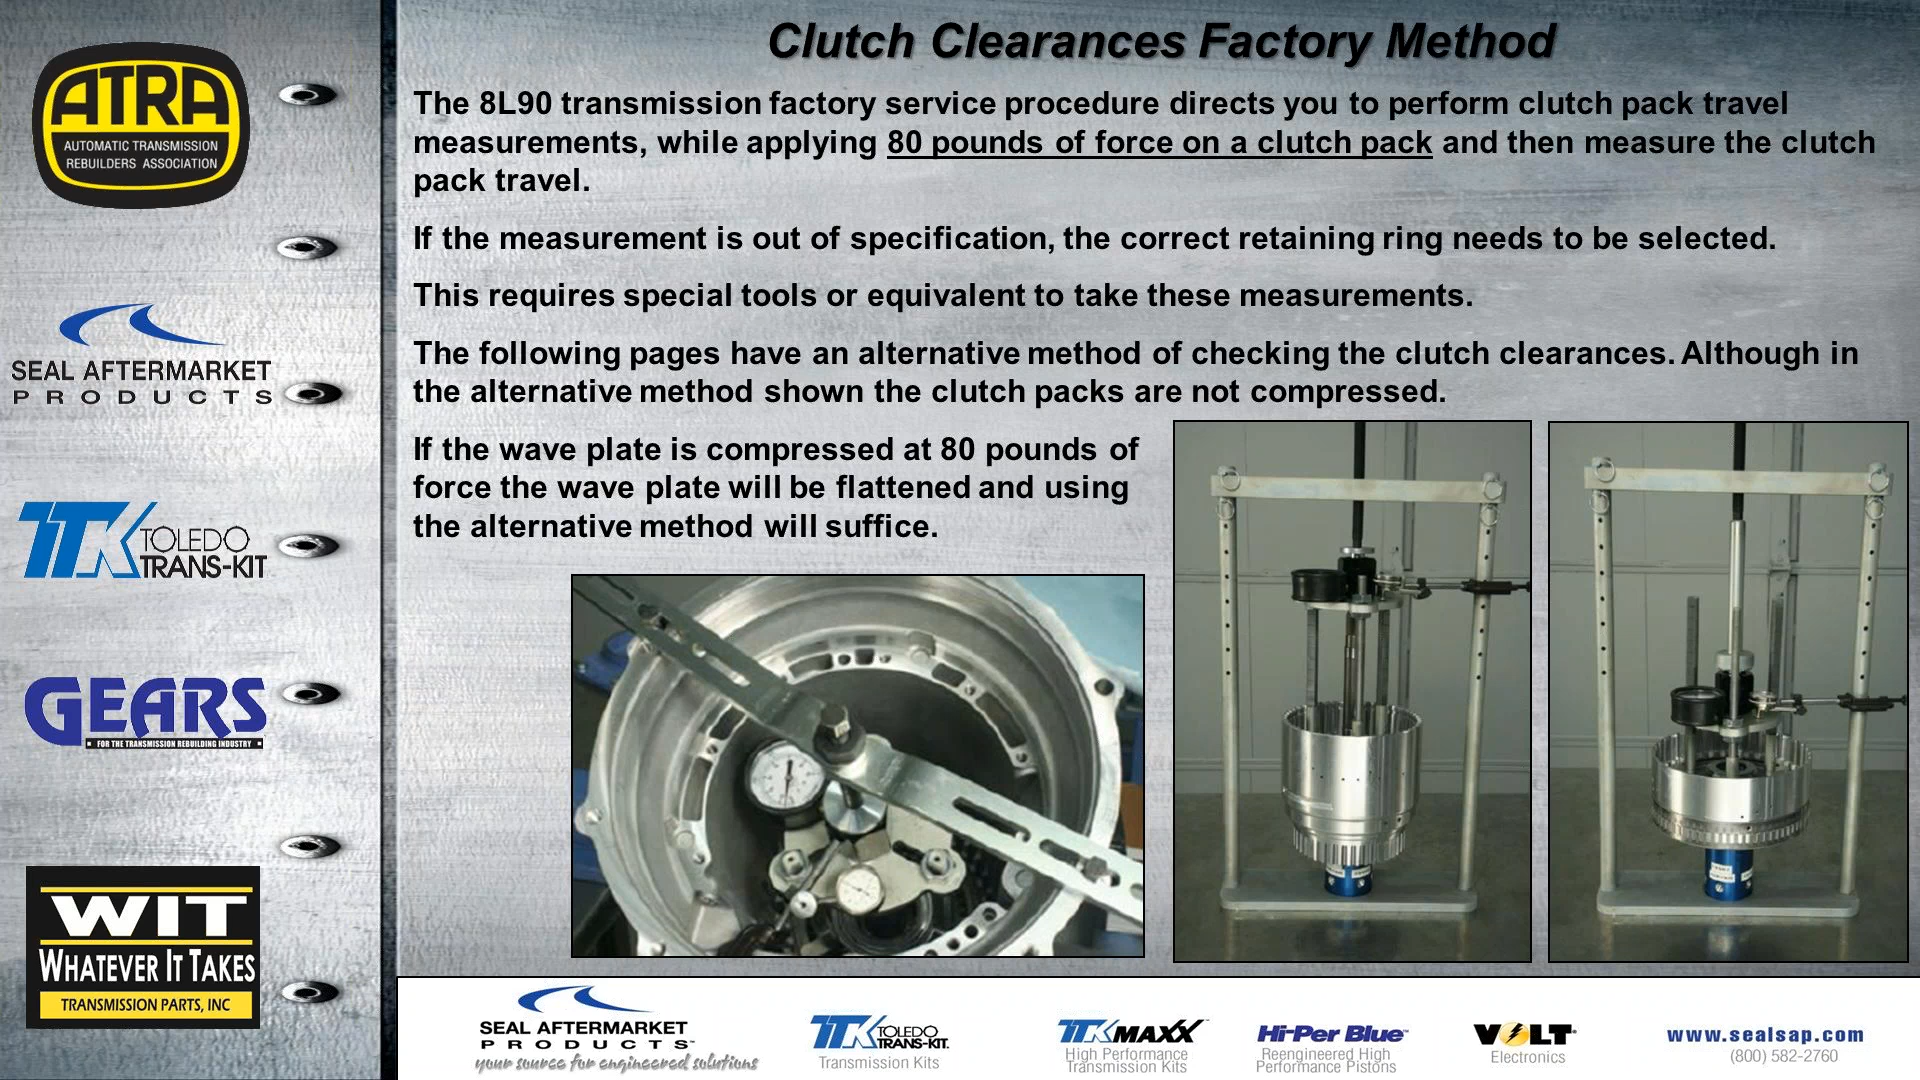 Clutch Clearances Factory Method
The 8L90 transmission factory service procedure directs you to perform clutch pack travel
measurements, while applying 80 pounds of force on a clutch pack and then measure the clutch
pack travel.
If the measurement is out of specification, the correct retaining ring needs to be selected.
This requires special tools or equivalent to take these measurements.
The following pages have an alternative method of checking the clutch clearances. Although in
the alternative method shown the clutch packs are not compressed.
If the wave plate is compressed at 80 pounds of
force the wave plate will be flattened and using
the alternative method will suffice.
ATRA
AUTOMATIC TRANSMISSION
REBUILDERS ASSOCIATION
SEAL AFTERMARKET
PRODUCTS
TTK TOLEDO
TRANS-KIT
GEARS
FOR THE TRANSMISSION REBUILDING INDUSTRY
WIT
WHATEVER IT TAKES
TRANSMISSION PARTS, INC
SEAL AFTERMARKET
PRODUCTS™
your source for engineered solutions
TTK TOLEDO
TRANS-KIT.
Transmission Kits
TTK MAXX™
High Performance
Transmission Kits
Hi-Per Blue™
Reengineered High
Performance Pistons
VOLT
Electronics
www.sealsap.com
(800) 582-2760